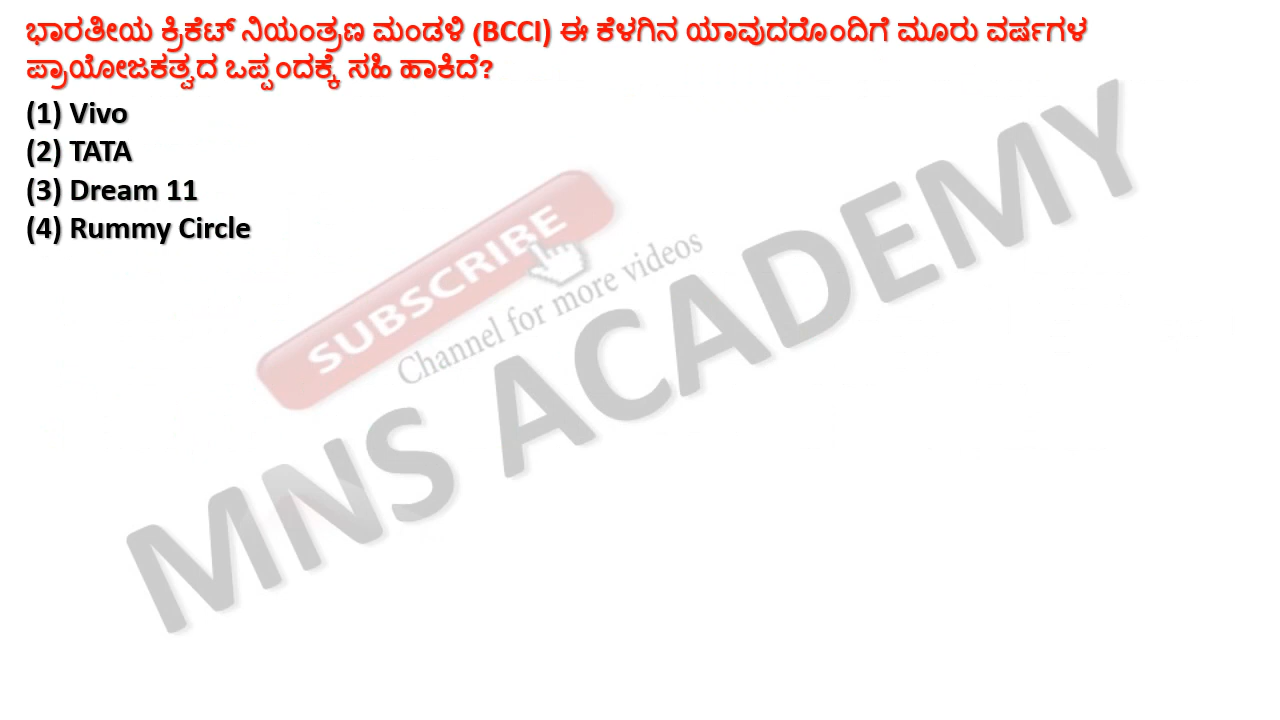 ಭಾರತೀಯ ಕ್ರಿಕೆಟ್ ನಿಯಂತ್ರಣ ಮಂಡಳಿ (BCCI) ಈ ಕೆಳಗಿನ ಯಾವುದರೊಂದಿಗೆ ಮೂರು ವರ್ಷಗಳ
ಪ್ರಾಯೋಜಕತ್ವದ ಒಪ್ಪಂದಕ್ಕೆ ಸಹಿ ಹಾಕಿದೆ?
(1) Vivo
(2) TATA
(3) Dream 11
(4) Rummy Circle
SUBSCRIBE
Channel for more videos
MNS ACADEMY